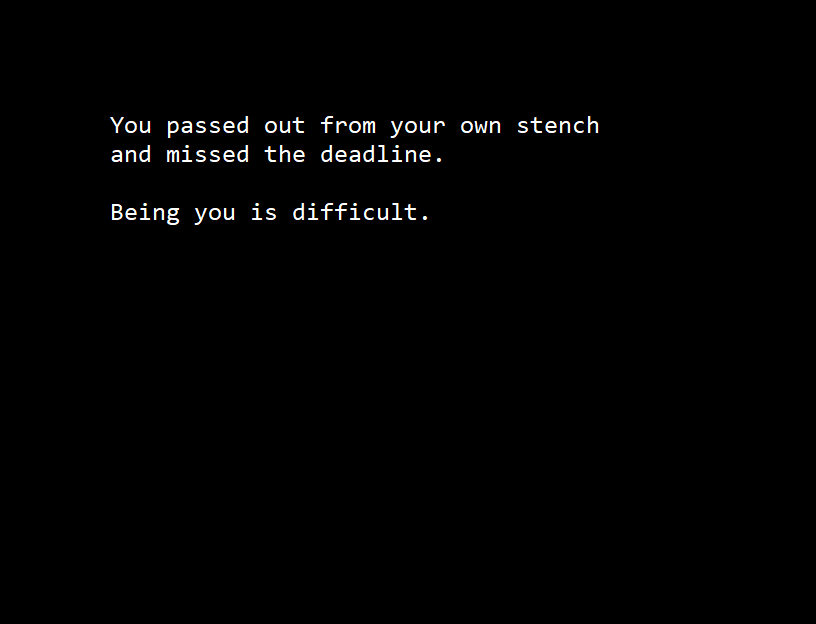 You passed out from your own stench
and missed the deadline.
Being you is difficult.